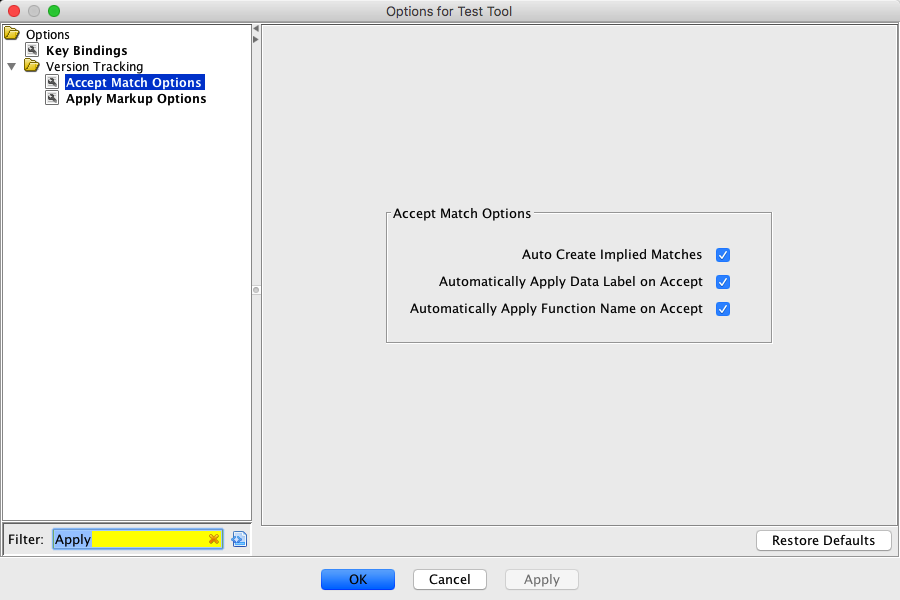 Options for Test Tool
Options
Key Bindings
Version Tracking
Accept Match Options
Apply Markup Options
Accept Match Options
Auto Create Implied Matches
Automatically Apply Data Label on Accept
Automatically Apply Function Name on Accept
Filter: Apply
Restore Defaults
OK Cancel Apply